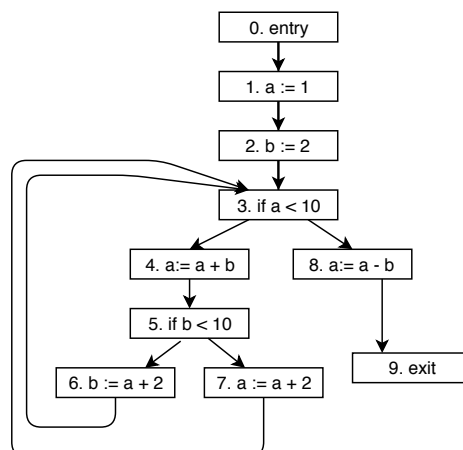 0. entry
1. a := 1
2. b := 2
3. if a < 10
4. a:= a + b
8. a:= a - b
5. if b < 10
6. b := a + 2
7. a := a + 2
9. exit